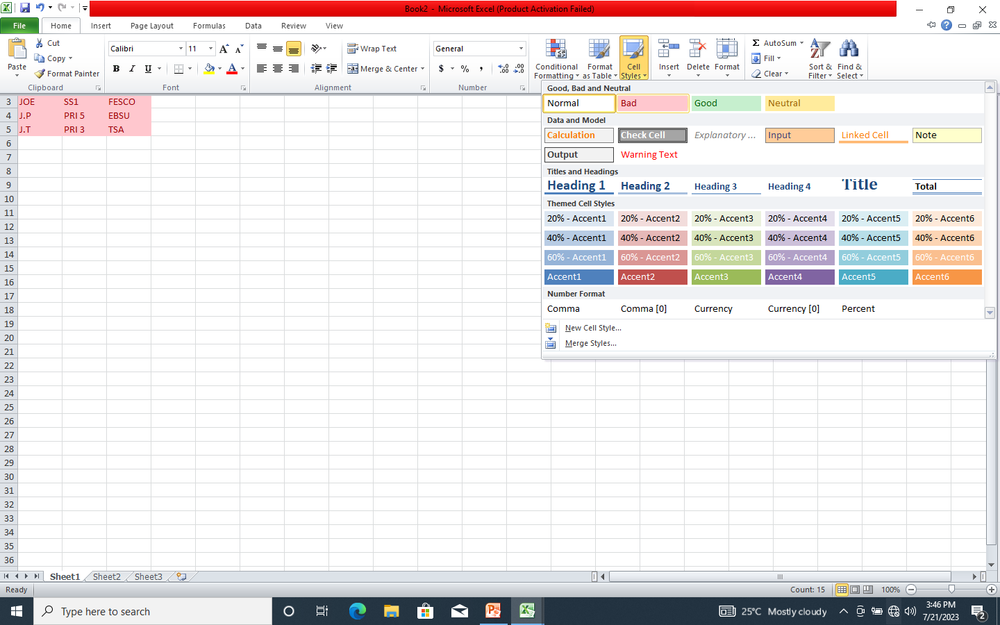 Book2 - Microsoft Excel (Product Activation Failed)
File Home Insert Page Layout Formulas Data Review View
Paste
Cut
Copy
Format Painter
Clipboard
Calibri 11
B I U
Font
Wrap Text
Merge & Center
Alignment
General
$ % ,
Number
Conditional Formatting
Format as Table
Cell Styles
Insert
Delete
Format
AutoSum
Fill
Clear
Sort & Filter
Find & Select
3 JOE SS1 FESCO
4 J.P PRI 5 EBSU
5 J.T PRI 3 TSA
6
7
8
9
10
11
12
13
14
15
16
17
18
19
20
21
22
23
24
25
26
27
28
29
30
31
32
33
34
35
36
Good, Bad and Neutral
Normal Bad Good Neutral
Data and Model
Calculation Check Cell Explanatory ... Input Linked Cell Note
Output Warning Text
Titles and Headings
Heading 1 Heading 2 Heading 3 Heading 4 Title Total
Themed Cell Styles
20% - Accent1 20% - Accent2 20% - Accent3 20% - Accent4 20% - Accent5 20% - Accent6
40% - Accent1 40% - Accent2 40% - Accent3 40% - Accent4 40% - Accent5 40% - Accent6
60% - Accent1 60% - Accent2 60% - Accent3 60% - Accent4 60% - Accent5 60% - Accent6
Accent1 Accent2 Accent3 Accent4 Accent5 Accent6
Number Format
Comma Comma [0] Currency Currency [0] Percent
New Cell Style...
Merge Styles...
Sheet1 Sheet2 Sheet3
Ready Count: 15 100%
Type here to search
25°C Mostly cloudy
3:46 PM
7/21/2023
2